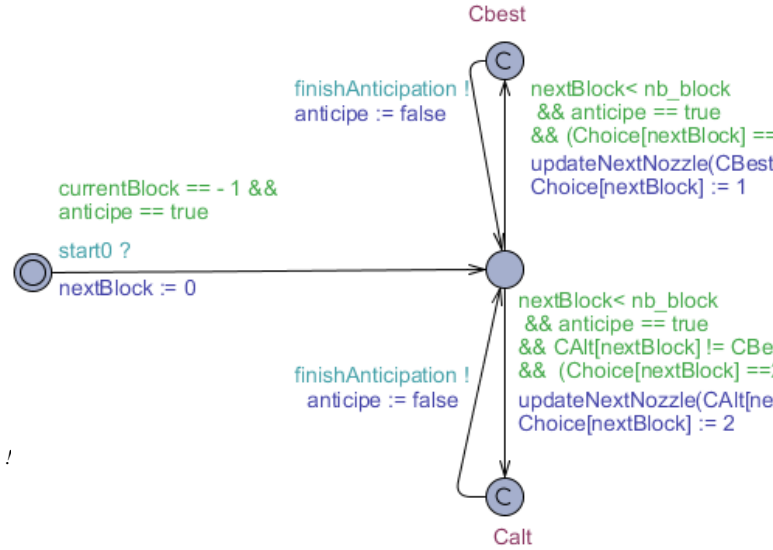 Cbest
C
finishAnticipation !
anticipe := false
nextBlock< nb_block
&& anticipe == true
&& (Choice[nextBlock] ==
updateNextNozzle(CBest
Choice[nextBlock] := 1
currentBlock == - 1 &&
anticipe == true
start0 ?
nextBlock := 0
nextBlock< nb_block
&& anticipe == true
&& CAlt[nextBlock] != CBe
&& (Choice[nextBlock] ==2
finishAnticipation !
anticipe := false
updateNextNozzle(CAlt[ne
Choice[nextBlock] := 2
!
C
Calt